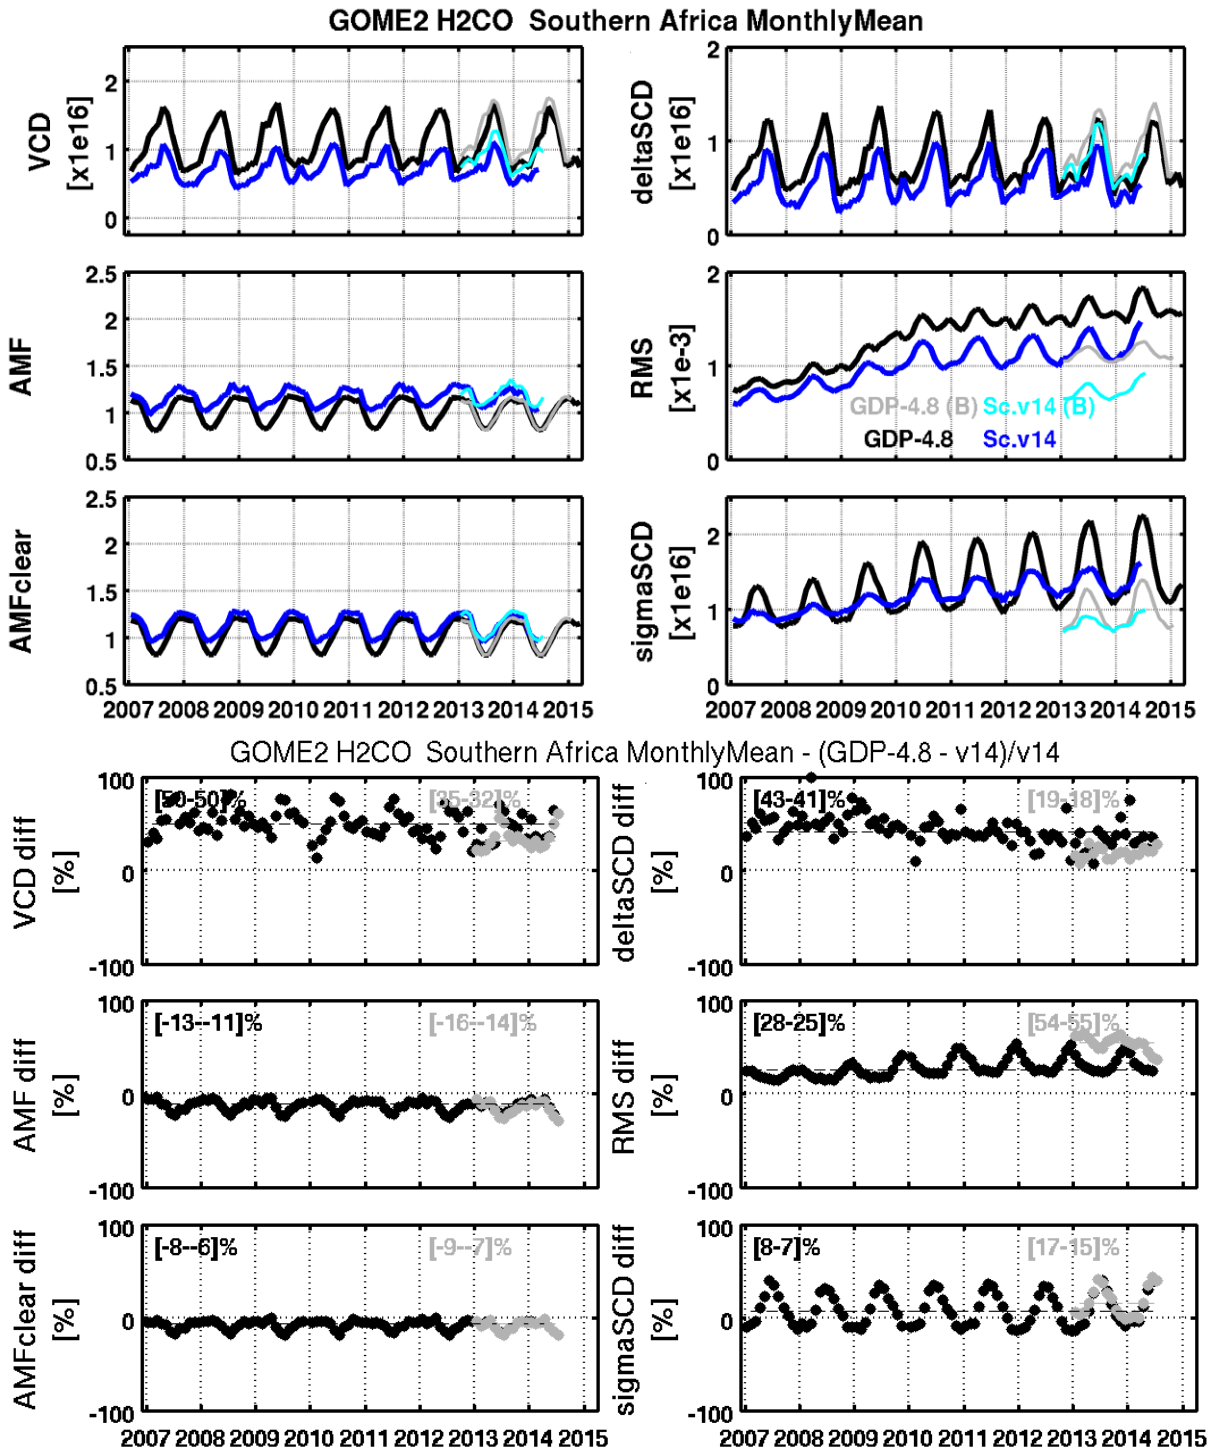 GOME2 H2CO Southern Africa MonthlyMean
VCD
[x1e16]
2
1
0
deltaSCD
[x1e16]
2
1
0
AMF
2.5
2
1.5
1
0.5
RMS
[x1e-3]
2
1
0
GDP-4.8 (B) Sc.v14 (B)
GDP-4.8 Sc.v14
AMFclear
2.5
2
1.5
1
0.5
2007 2008 2009 2010 2011 2012 2013 2014 2015
sigmaSCD
[x1e16]
2
1
0
2007 2008 2009 2010 2011 2012 2013 2014 2015
GOME2 H2CO Southern Africa MonthlyMean - (GDP-4.8 - v14)/v14
VCD diff
[%]
100
0
-100
[50-50]%
[35-32]%
deltaSCD diff
[%]
100
0
-100
[43-41]%
[19-18]%
AMF diff
[%]
100
0
-100
[-13--11]%
[-16--14]%
RMS diff
[%]
100
0
-100
[28-25]%
[54-55]%
AMFclear diff
[%]
100
0
-100
[-8--6]%
[-9--7]%
2007 2008 2009 2010 2011 2012 2013 2014 2015
sigmaSCD diff
[%]
100
0
-100
[8-7]%
[17-15]%
2007 2008 2009 2010 2011 2012 2013 2014 2015